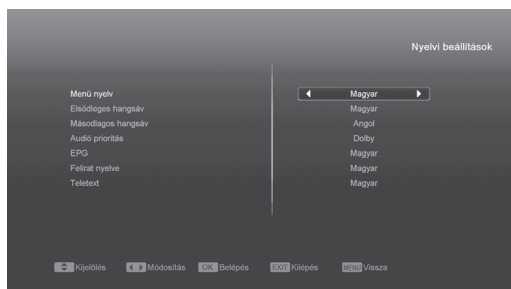 Nyelvi beállítások
Menü nyelv Magyar
Elsődleges hangsáv Magyar
Másodlagos hangsáv Angol
Audió prioritás Dolby
EPG Magyar
Felirat nyelve Magyar
Teletext Magyar
Kijelölés Módosítás OK Belépés EXIT Kilépés MENU Vissza